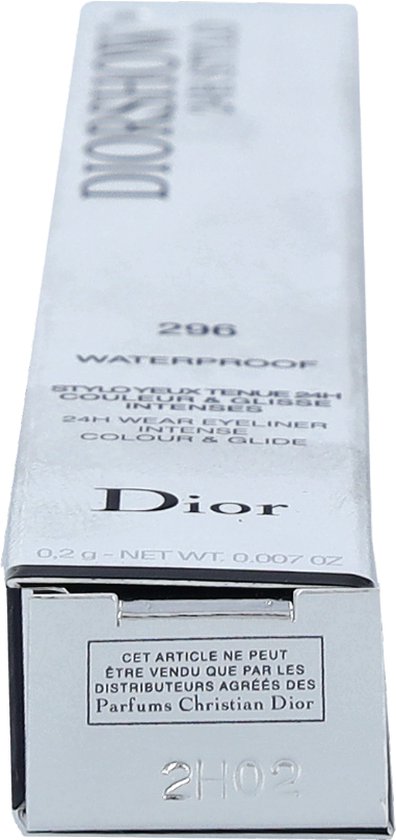 DIORSHOW
296
WATERPROOF
STYLO YEUX TENUE 24H
COULEUR & GLISSE
INTENSES
24H WEAR EYELINER
INTENSE
COLOUR & GLIDE
Dior
0,2 g - NET WT. 0.007 OZ
CET ARTICLE NE PEUT
ÊTRE VENDU QUE PAR LES
DISTRIBUTEURS AGRÉÉS DES
Parfums Christian Dior
2H02